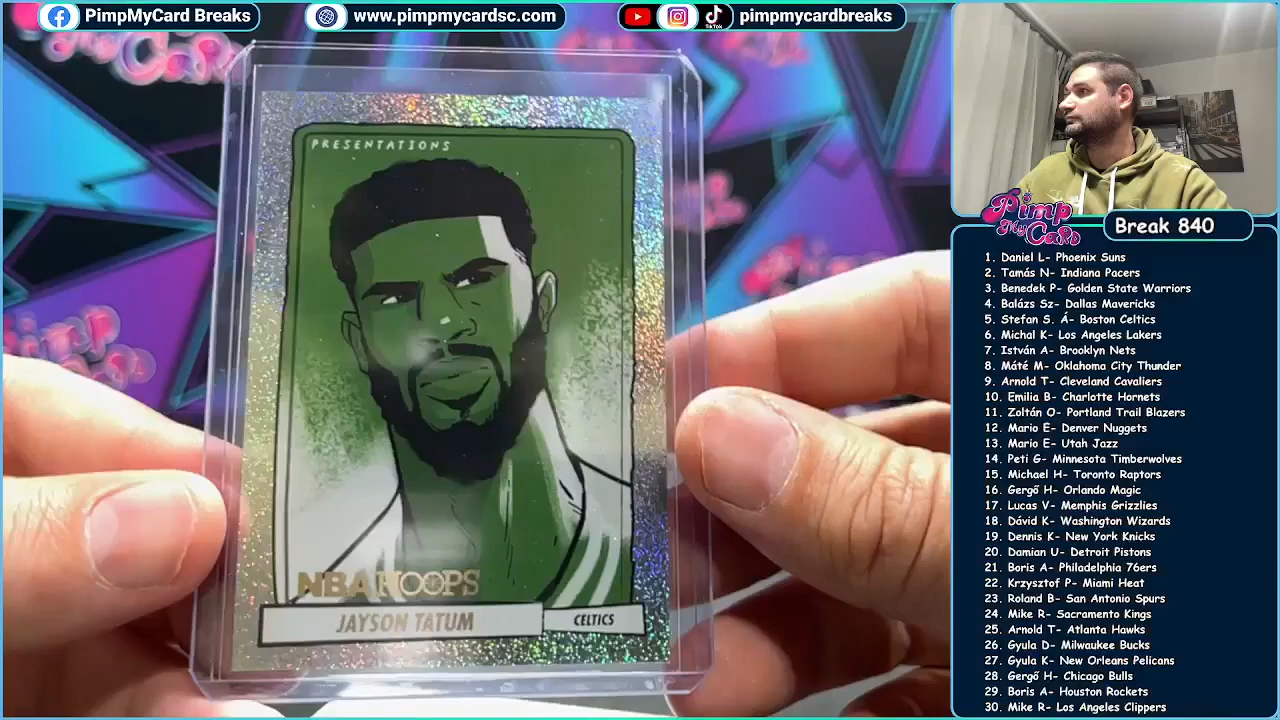 PimpMyCard Breaks
www.pimpmycardsc.com
TikTok
pimpmycardbreaks
PRESENTATIONS
NBA HOOPS
JAYSON TATUM
CELTICS
Pimp
My
Card
Break 840
1. Daniel L- Phoenix Suns
2. Tamás N- Indiana Pacers
3. Benedek P- Golden State Warriors
4. Balázs Sz- Dallas Mavericks
5. Stefan S. Á- Boston Celtics
6. Michal K- Los Angeles Lakers
7. István A- Brooklyn Nets
8. Máté M- Oklahoma City Thunder
9. Arnold T- Cleveland Cavaliers
10. Emilia B- Charlotte Hornets
11. Zoltán O- Portland Trail Blazers
12. Mario E- Denver Nuggets
13. Mario E- Utah Jazz
14. Peti G- Minnesota Timberwolves
15. Michael H- Toronto Raptors
16. Gergő H- Orlando Magic
17. Lucas V- Memphis Grizzlies
18. Dávid K- Washington Wizards
19. Dennis K- New York Knicks
20. Damian U- Detroit Pistons
21. Boris A- Philadelphia 76ers
22. Krzysztof P- Miami Heat
23. Roland B- San Antonio Spurs
24. Mike R- Sacramento Kings
25. Arnold T- Atlanta Hawks
26. Gyula D- Milwaukee Bucks
27. Gyula K- New Orleans Pelicans
28. Gergő H- Chicago Bulls
29. Boris A- Houston Rockets
30. Mike R- Los Angeles Clippers